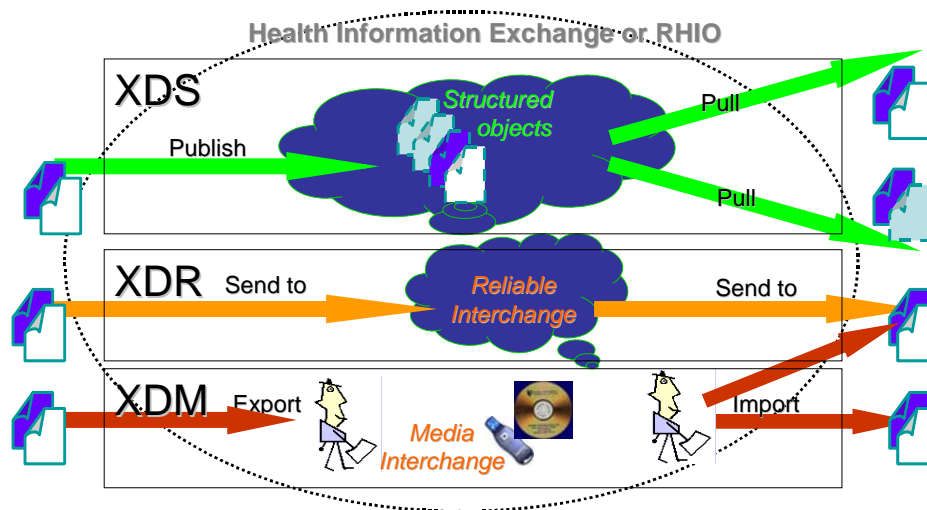 Health Information Exchange or RHIO
XDS
Structured
objects
Publish
Pull
Pull
XDR
Send to
Reliable
Interchange
Send to
XDM
Export
Media
Interchange
Import